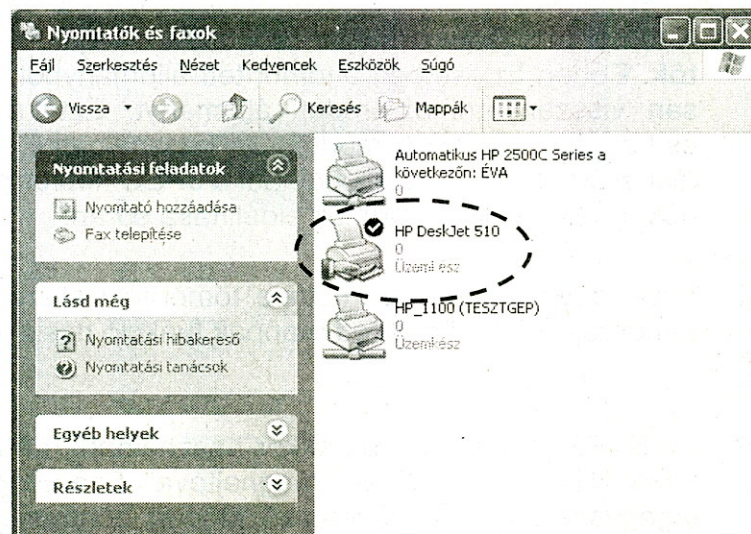 Nyomtatók és faxok
Fájl Szerkesztés Nézet Kedvencek Eszközök Súgó
Vissza Keresés Mappák
Nyomtatási feladatok
Nyomtató hozzáadása
Fax telepítése
Lásd még
Nyomtatási hibakereső
Nyomtatási tanácsok
Egyéb helyek
Részletek
Automatikus HP 2500C Series a
következőn: ÉVA
0
HP DeskJet 510
0
HP_1100 (TESZTGEP)
0
Üzemkész